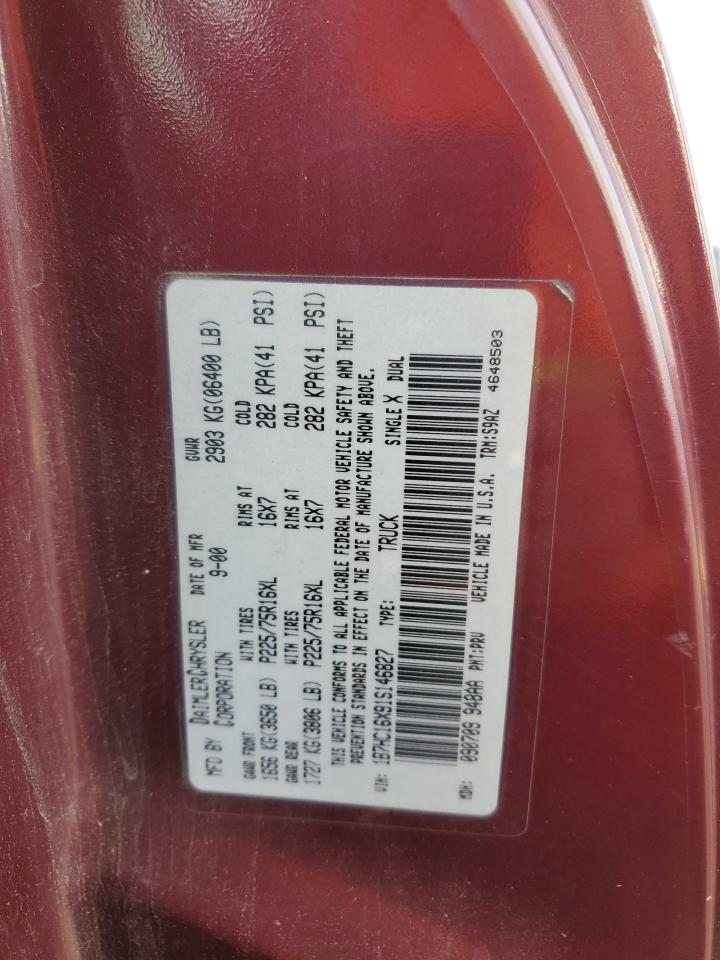 MFD BY DAIMLERCHRYSLER CORPORATION DATE OF MFR 9-00 GVWR 2903 KG(06400 LB)
GAWR FRONT WITH TIRES RIMS AT COLD
1656 KG(3650 LB) P225/75R16XL 16X7 282 KPA(41 PSI)
GAWR REAR WITH TIRES RIMS AT COLD
1727 KG(3806 LB) P225/75R16XL 16X7 282 KPA(41 PSI)
THIS VEHICLE CONFORMS TO ALL APPLICABLE FEDERAL MOTOR VEHICLE SAFETY AND THEFT
PREVENTION STANDARDS IN EFFECT ON THE DATE OF MANUFACTURE SHOWN ABOVE.
VIN: 1B7HC16X91S146827 TYPE: TRUCK SINGLE X DUAL
MDH: 090709 948AA PNT:PRV VEHICLE MADE IN U.S.A. TRM:S9AZ 4648503